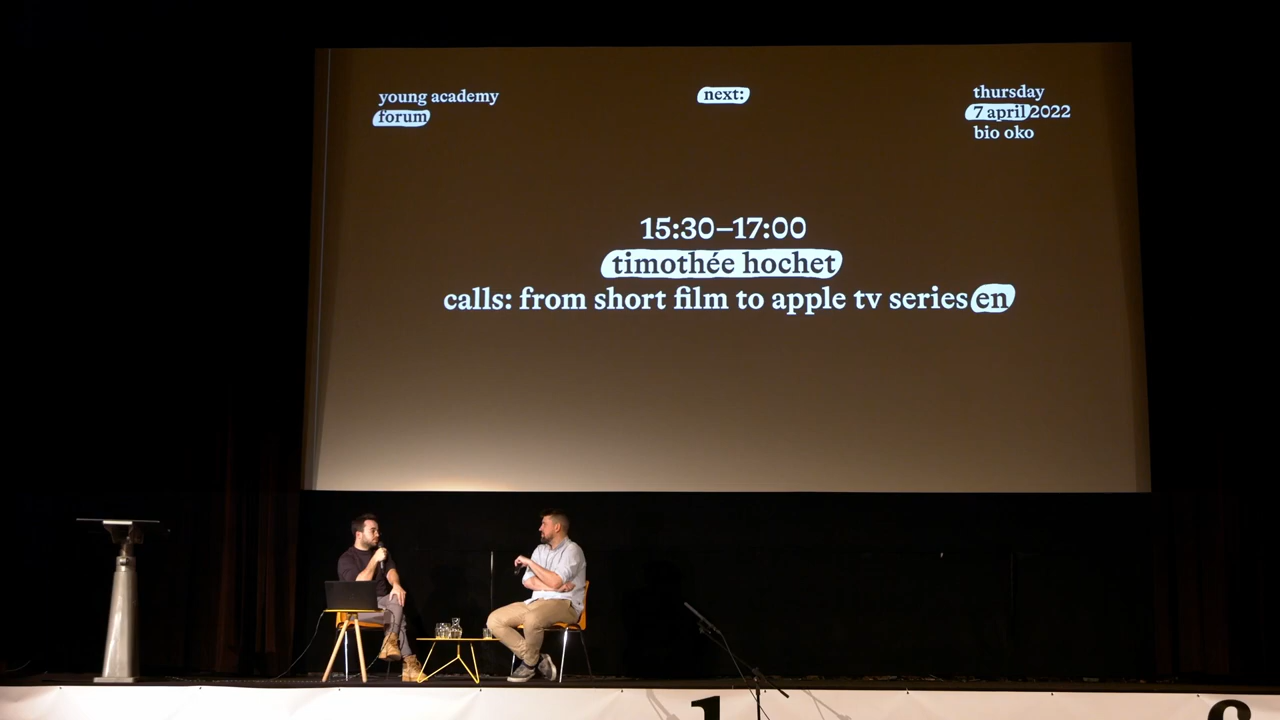 young academy
forum
next:
thursday
7 april 2022
bio oko
15:30–17:00
timothée hochet
calls: from short film to apple tv series en